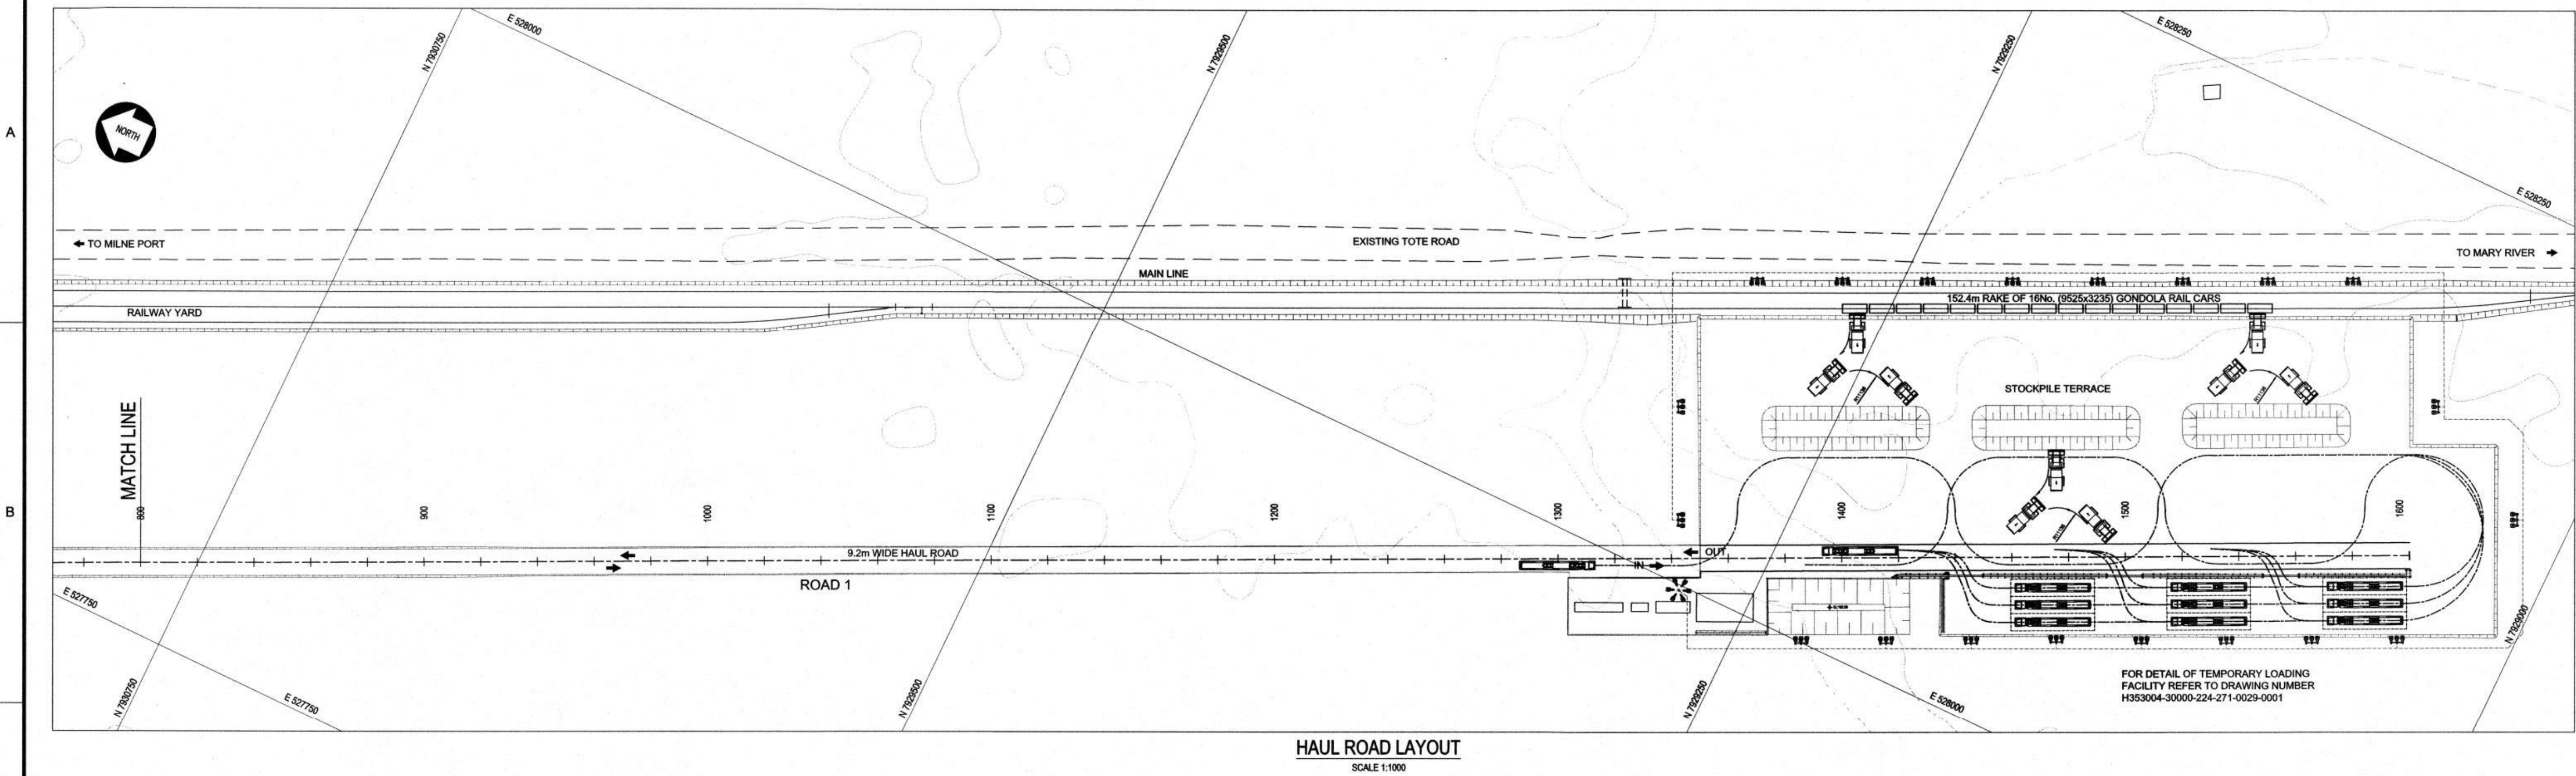 A
B
E 528000
E 528250
N 7930750
N 7929500
N 7929250
NORTH
E 528250
TO MILNE PORT
EXISTING TOTE ROAD
TO MARY RIVER
MAIN LINE
152.4m RAKE OF 16No. (9525x3235) GONDOLA RAIL CARS
RAILWAY YARD
STOCKPILE TERRACE
MATCH LINE
800
900
1000
1100
1200
1300
1400
1500
1600
9.2m WIDE HAUL ROAD
OUT
IN
ROAD 1
E 527750
E 527750
N 7930750
N 7929500
N 7929250
E 528000
N 7929000
FOR DETAIL OF TEMPORARY LOADING
FACILITY REFER TO DRAWING NUMBER
H353004-30000-224-271-0029-0001
HAUL ROAD LAYOUT
SCALE 1:1000